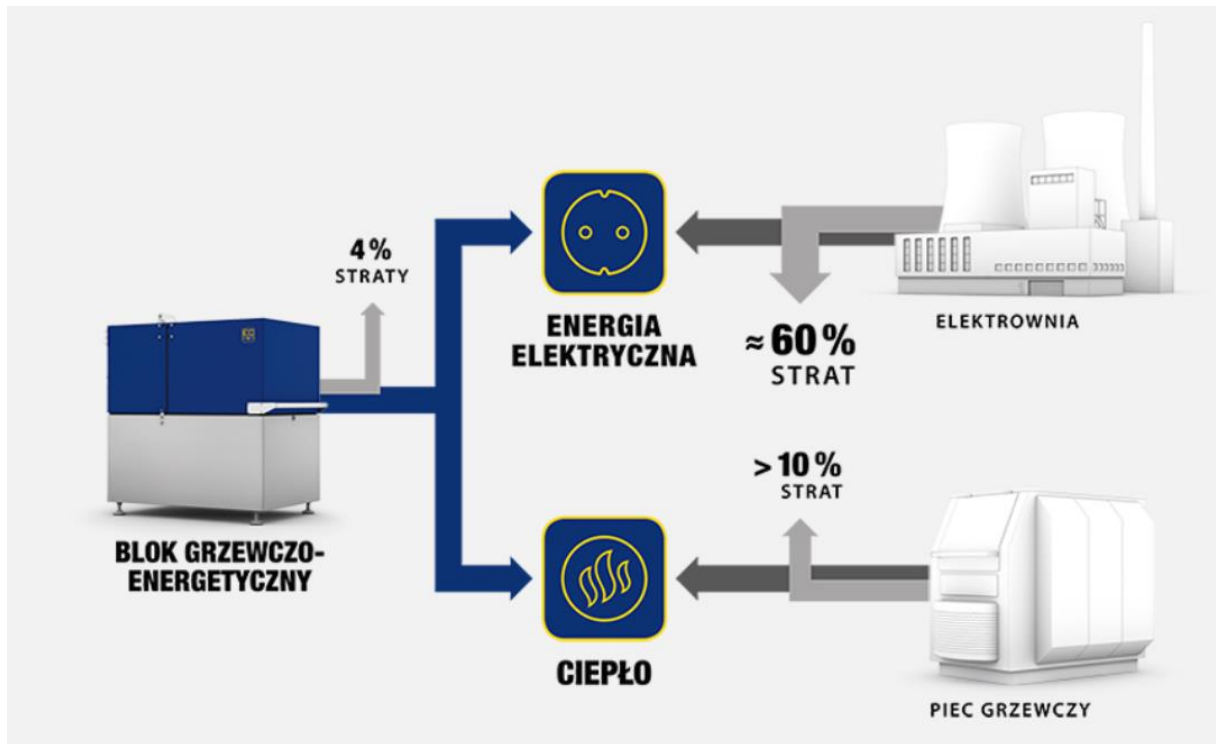 4%
STRATY
BLOK GRZEWCZO-
ENERGETYCZNY
ENERGIA
ELEKTRYCZNA
≈ 60%
STRAT
ELEKTROWNIA
> 10%
STRAT
CIEPŁO
PIEC GRZEWCZY